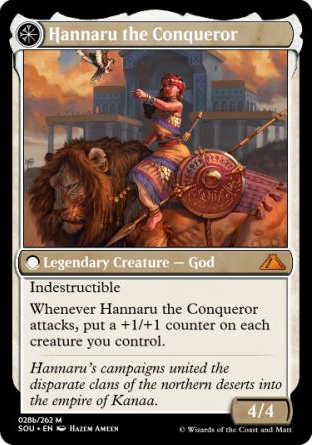 Hannaru the Conqueror
Legendary Creature — God
Indestructible
Whenever Hannaru the Conqueror
attacks, put a +1/+1 counter on each
creature you control.
Hannaru's campaigns united the
disparate clans of the northern deserts into
the empire of Kanaa.
4/4
028b/262 M
SOU • EN Hazem Ameen
© Wizards of the Coast and Matt